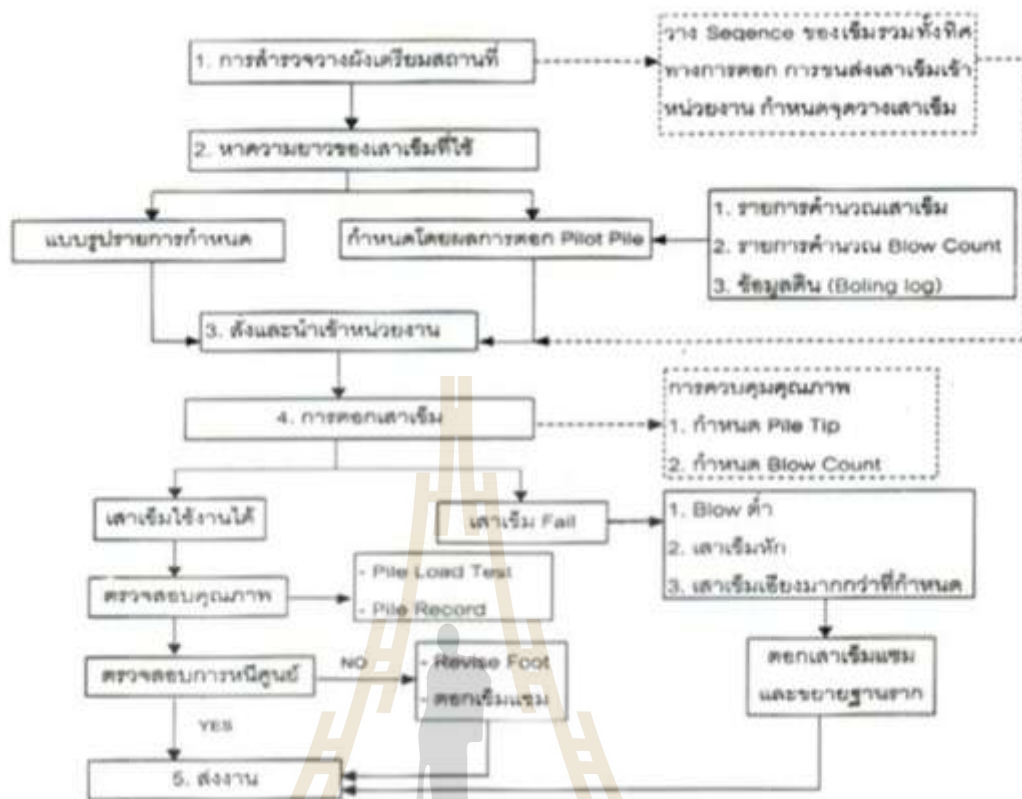 1. การสำรวจวางผังเตรียมสถานที่
วาง Seqence ของเข็มรวมทั้งทิศ
ทางการตอก การขนส่งเสาเข็มเข้า
หน่วยงาน กำหนดจุดวางเสาเข็ม
2. หาความยาวของเสาเข็มที่ใช้
แบบรูปรายการกำหนด
กำหนดโดยผลการตอก Pilot Pile
1. รายการคำนวณเสาเข็ม
2. รายการคำนวณ Blow Count
3. ข้อมูลดิน (Boling log)
3. สั่งและนำเข้าหน่วยงาน
4. การตอกเสาเข็ม
การควบคุมคุณภาพ
1. กำหนด Pile Tip
2. กำหนด Blow Count
เสาเข็มใช้งานได้
เสาเข็ม Fail
1. Blow ต่ำ
2. เสาเข็มหัก
3. เสาเข็มเอียงมากกว่าที่กำหนด
ตรวจสอบคุณภาพ
- Pile Load Test
- Pile Record
ตรวจสอบการหนีศูนย์
NO
- Revise Foot
- ตอกเข็มแซม
ตอกเสาเข็มแซม
และขยายฐานราก
YES
5. ส่งงาน